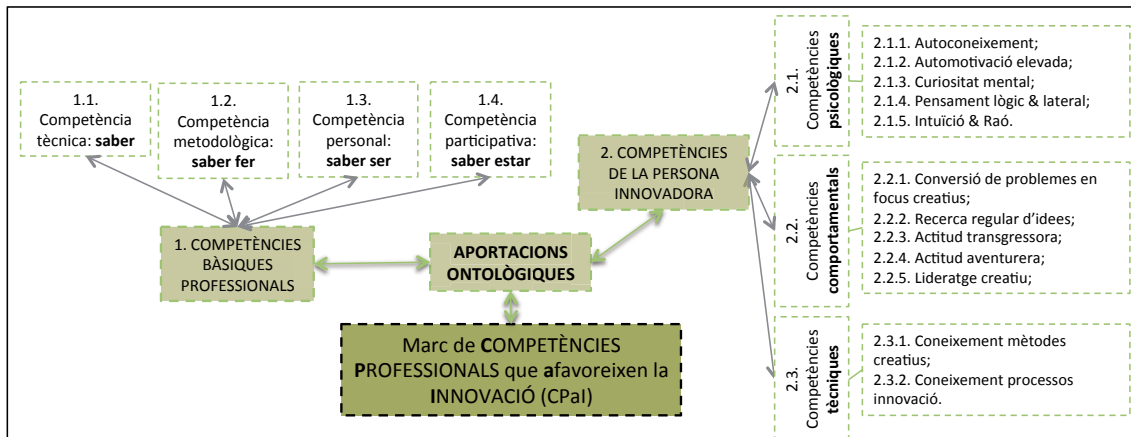 1.1.
Competència
tècnica: saber
1.2.
Competència
metodològica:
saber fer
1.3.
Competència
personal:
saber ser
1.4.
Competència
participativa:
saber estar
1. COMPETÈNCIES
BÀSIQUES
PROFESSIONALS
APORTACIONS
ONTOLÒGIQUES
2. COMPETÈNCIES
DE LA PERSONA
INNOVADORA
Marc de COMPETÈNCIES
PROFESSIONALS que afavoreixen la
INNOVACIÓ (CPaI)
2.1.
Competències
psicològiques
2.1.1. Autoconeixement;
2.1.2. Automotivació elevada;
2.1.3. Curiositat mental;
2.1.4. Pensament lògic & lateral;
2.1.5. Intuïció & Raó.
2.2.
Competències
comportamentals
2.2.1. Conversió de problemes en
focus creatius;
2.2.2. Recerca regular d'idees;
2.2.3. Actitud transgressora;
2.2.4. Actitud aventurera;
2.2.5. Lideratge creatiu;
2.3.
Competències
tècniques
2.3.1. Coneixement mètodes
creatius;
2.3.2. Coneixement processos
innovació.